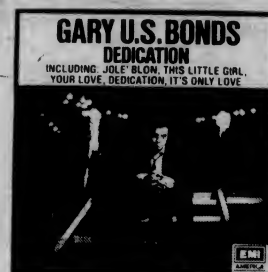 GARY U.S. BONDS
DEDICATION
INCLUDING: JOLE' BLON, THIS LITTLE GIRL,
YOUR LOVE, DEDICATION, IT'S ONLY LOVE
EMI
AMERICA